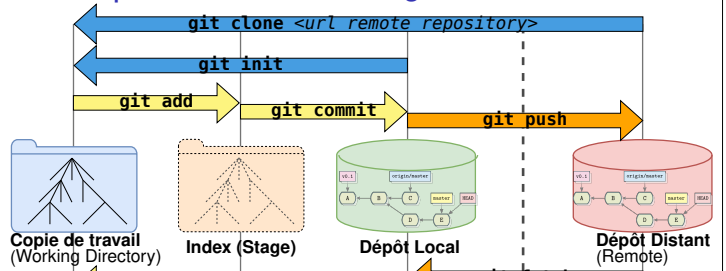 git clone <url remote repository>
git init
git add
git commit
git push
v0.1
origin/master
A
B
C
master
HEAD
D
E
v0.1
origin/master
A
B
C
master
HEAD
D
E
Copie de travail
(Working Directory)
Index (Stage)
Dépôt Local
Dépôt Distant
(Remote)